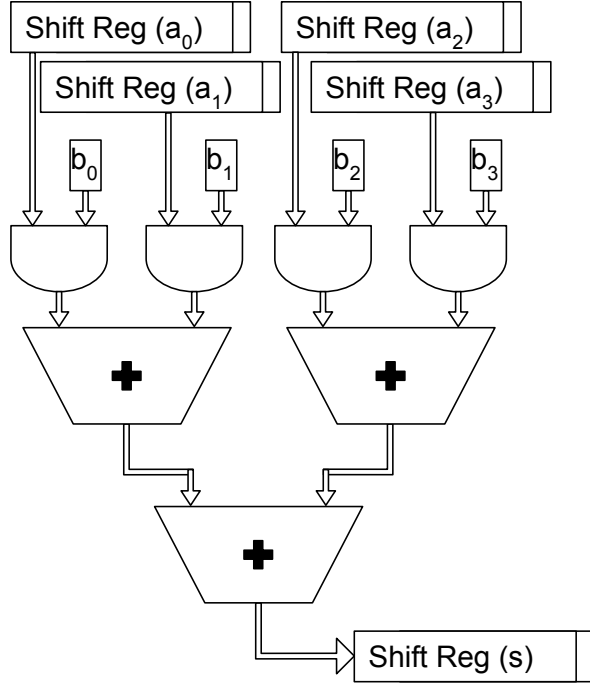 Shift Reg (a₀)
Shift Reg (a₂)
Shift Reg (a₁)
Shift Reg (a₃)
b₀
b₁
b₂
b₃
Shift Reg (s)